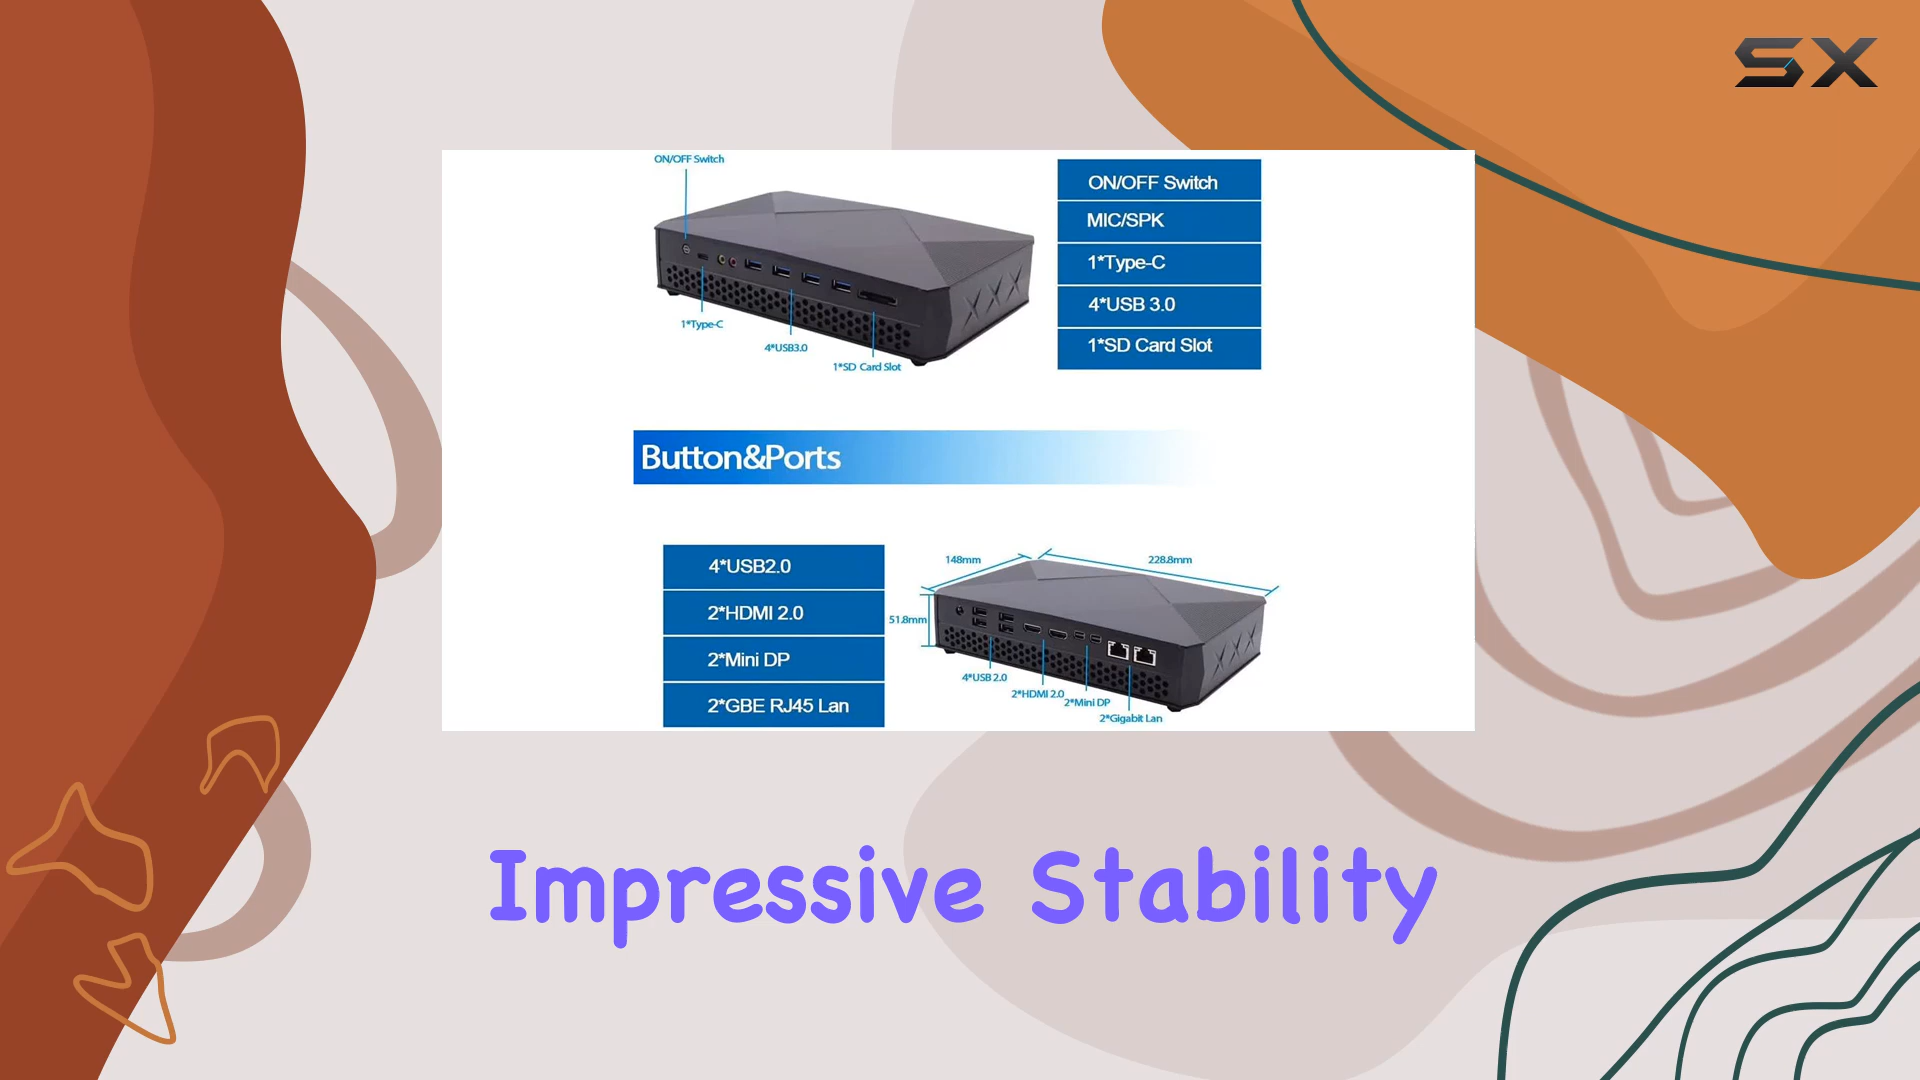 SX
ON/OFF Switch
1*Type-C
4*USB3.0
1*SD Card Slot
ON/OFF Switch
MIC/SPK
1*Type-C
4*USB 3.0
1*SD Card Slot
Button&Ports
4*USB2.0
2*HDMI 2.0
2*Mini DP
2*GBE RJ45 Lan
148mm
228.8mm
51.8mm
4*USB 2.0
2*HDMI 2.0
2*Mini DP
2*Gigabit Lan
Impressive Stability